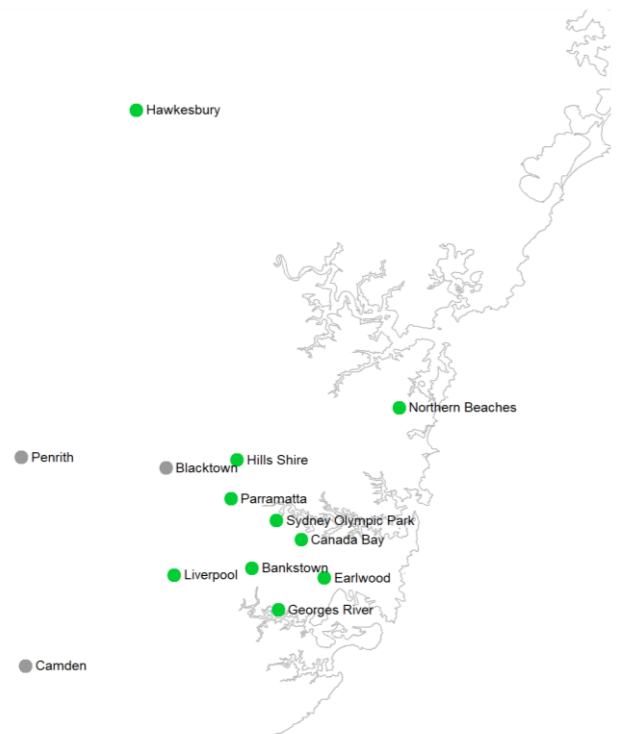 Hawkesbury
Northern Beaches
Penrith
Hills Shire
Blacktown
Parramatta
Sydney Olympic Park
Canada Bay
Bankstown
Liverpool
Earlwood
Georges River
Camden